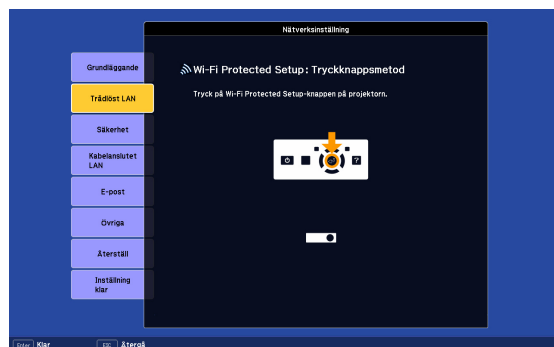 Nätverksinställning
Grundläggande
Trådlöst LAN
Säkerhet
Kabelanslutet
LAN
E-post
Övriga
Återställ
Inställning
klar
Wi-Fi Protected Setup: Tryckknappsmetod
Tryck på Wi-Fi Protected Setup-knappen på projektorn.
?
Enter Klar
ESC Återgå